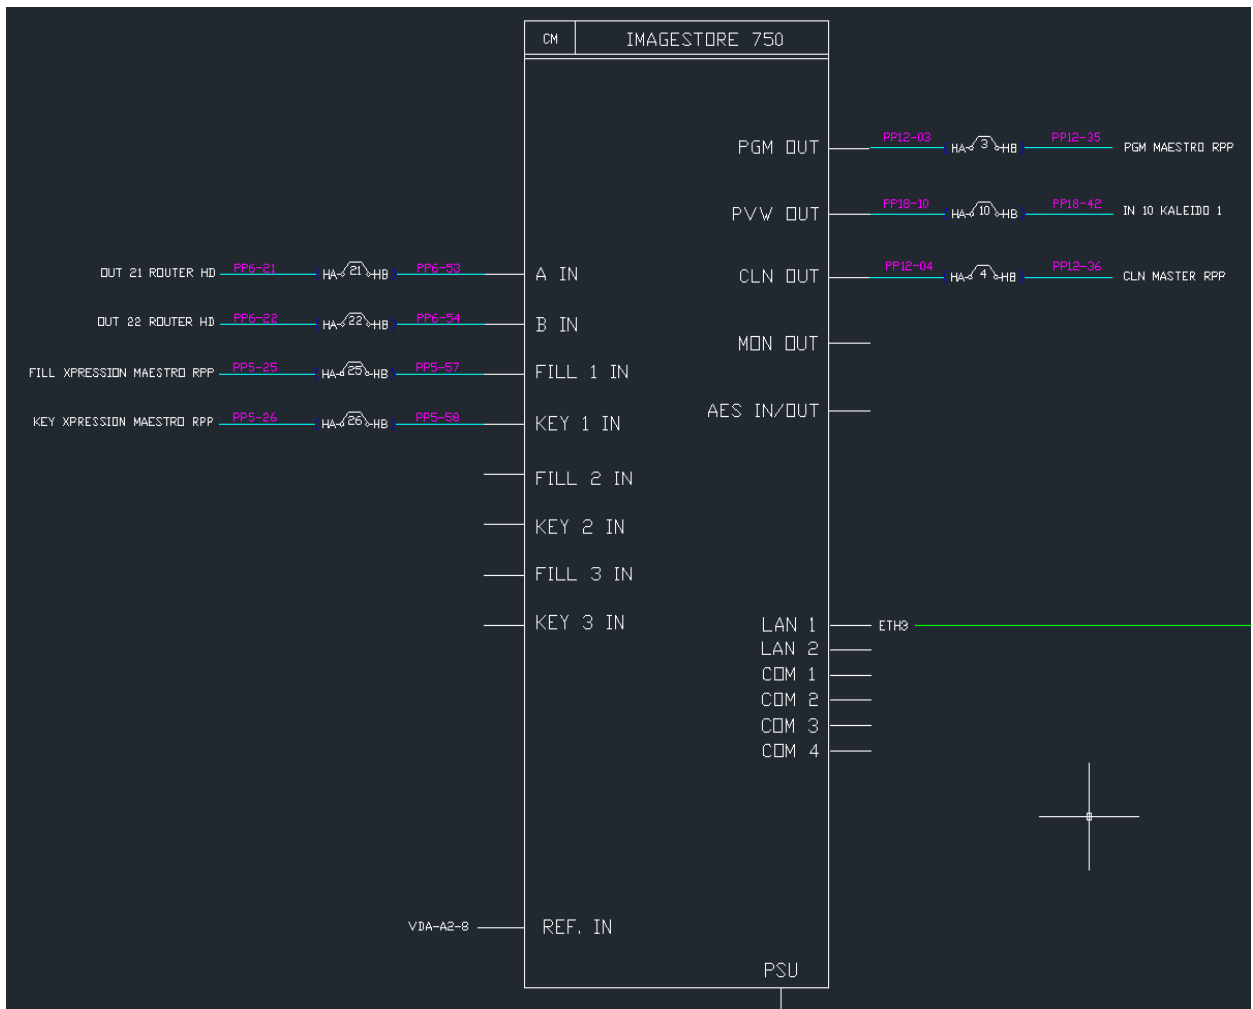 CM IMAGESTORE 750
PGM OUT PP12-03 HA 3 HB PP12-35 PGM MAESTRO RPP
PVW OUT PP18-10 HA 10 HB PP18-42 IN 10 KALEIDO 1
OUT 21 ROUTER HD PP6-21 HA 21 HB PP6-53 A IN
CLN OUT PP12-04 HA 4 HB PP12-36 CLN MASTER RPP
OUT 22 ROUTER HD PP6-22 HA 22 HB PP6-54 B IN
MON OUT
FILL XPRESSION MAESTRO RPP PP5-25 HA 25 HB PP5-57 FILL 1 IN
AES IN/OUT
KEY XPRESSION MAESTRO RPP PP5-26 HA 26 HB PP5-58 KEY 1 IN
FILL 2 IN
KEY 2 IN
FILL 3 IN
KEY 3 IN
LAN 1 ETH3
LAN 2
COM 1
COM 2
COM 3
COM 4
VDA-A2-8 REF. IN
PSU